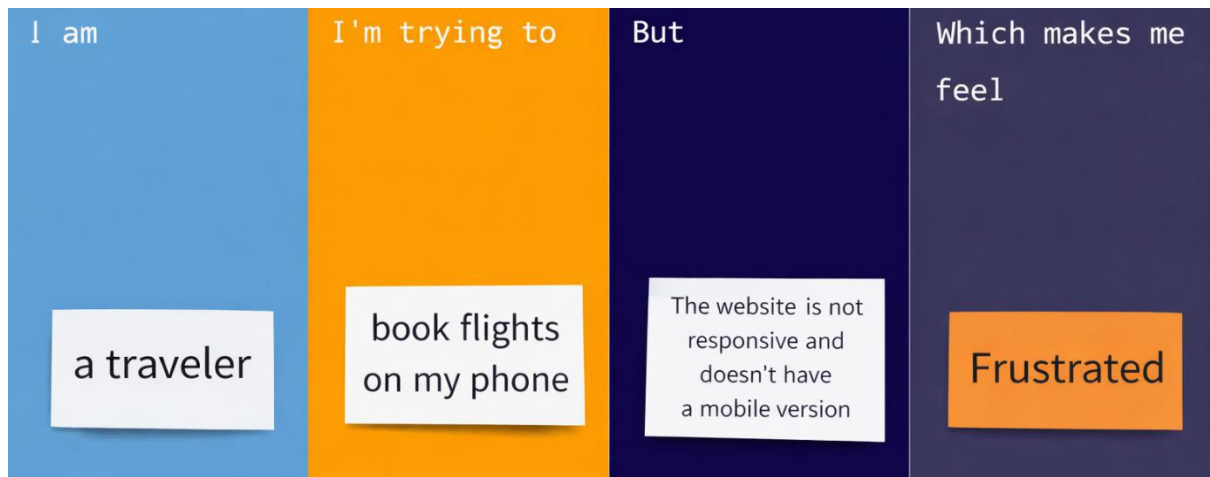 I am
a traveler
I'm trying to
book flights
on my phone
But
The website is not
responsive and
doesn't have
a mobile version
Which makes me
feel
Frustrated